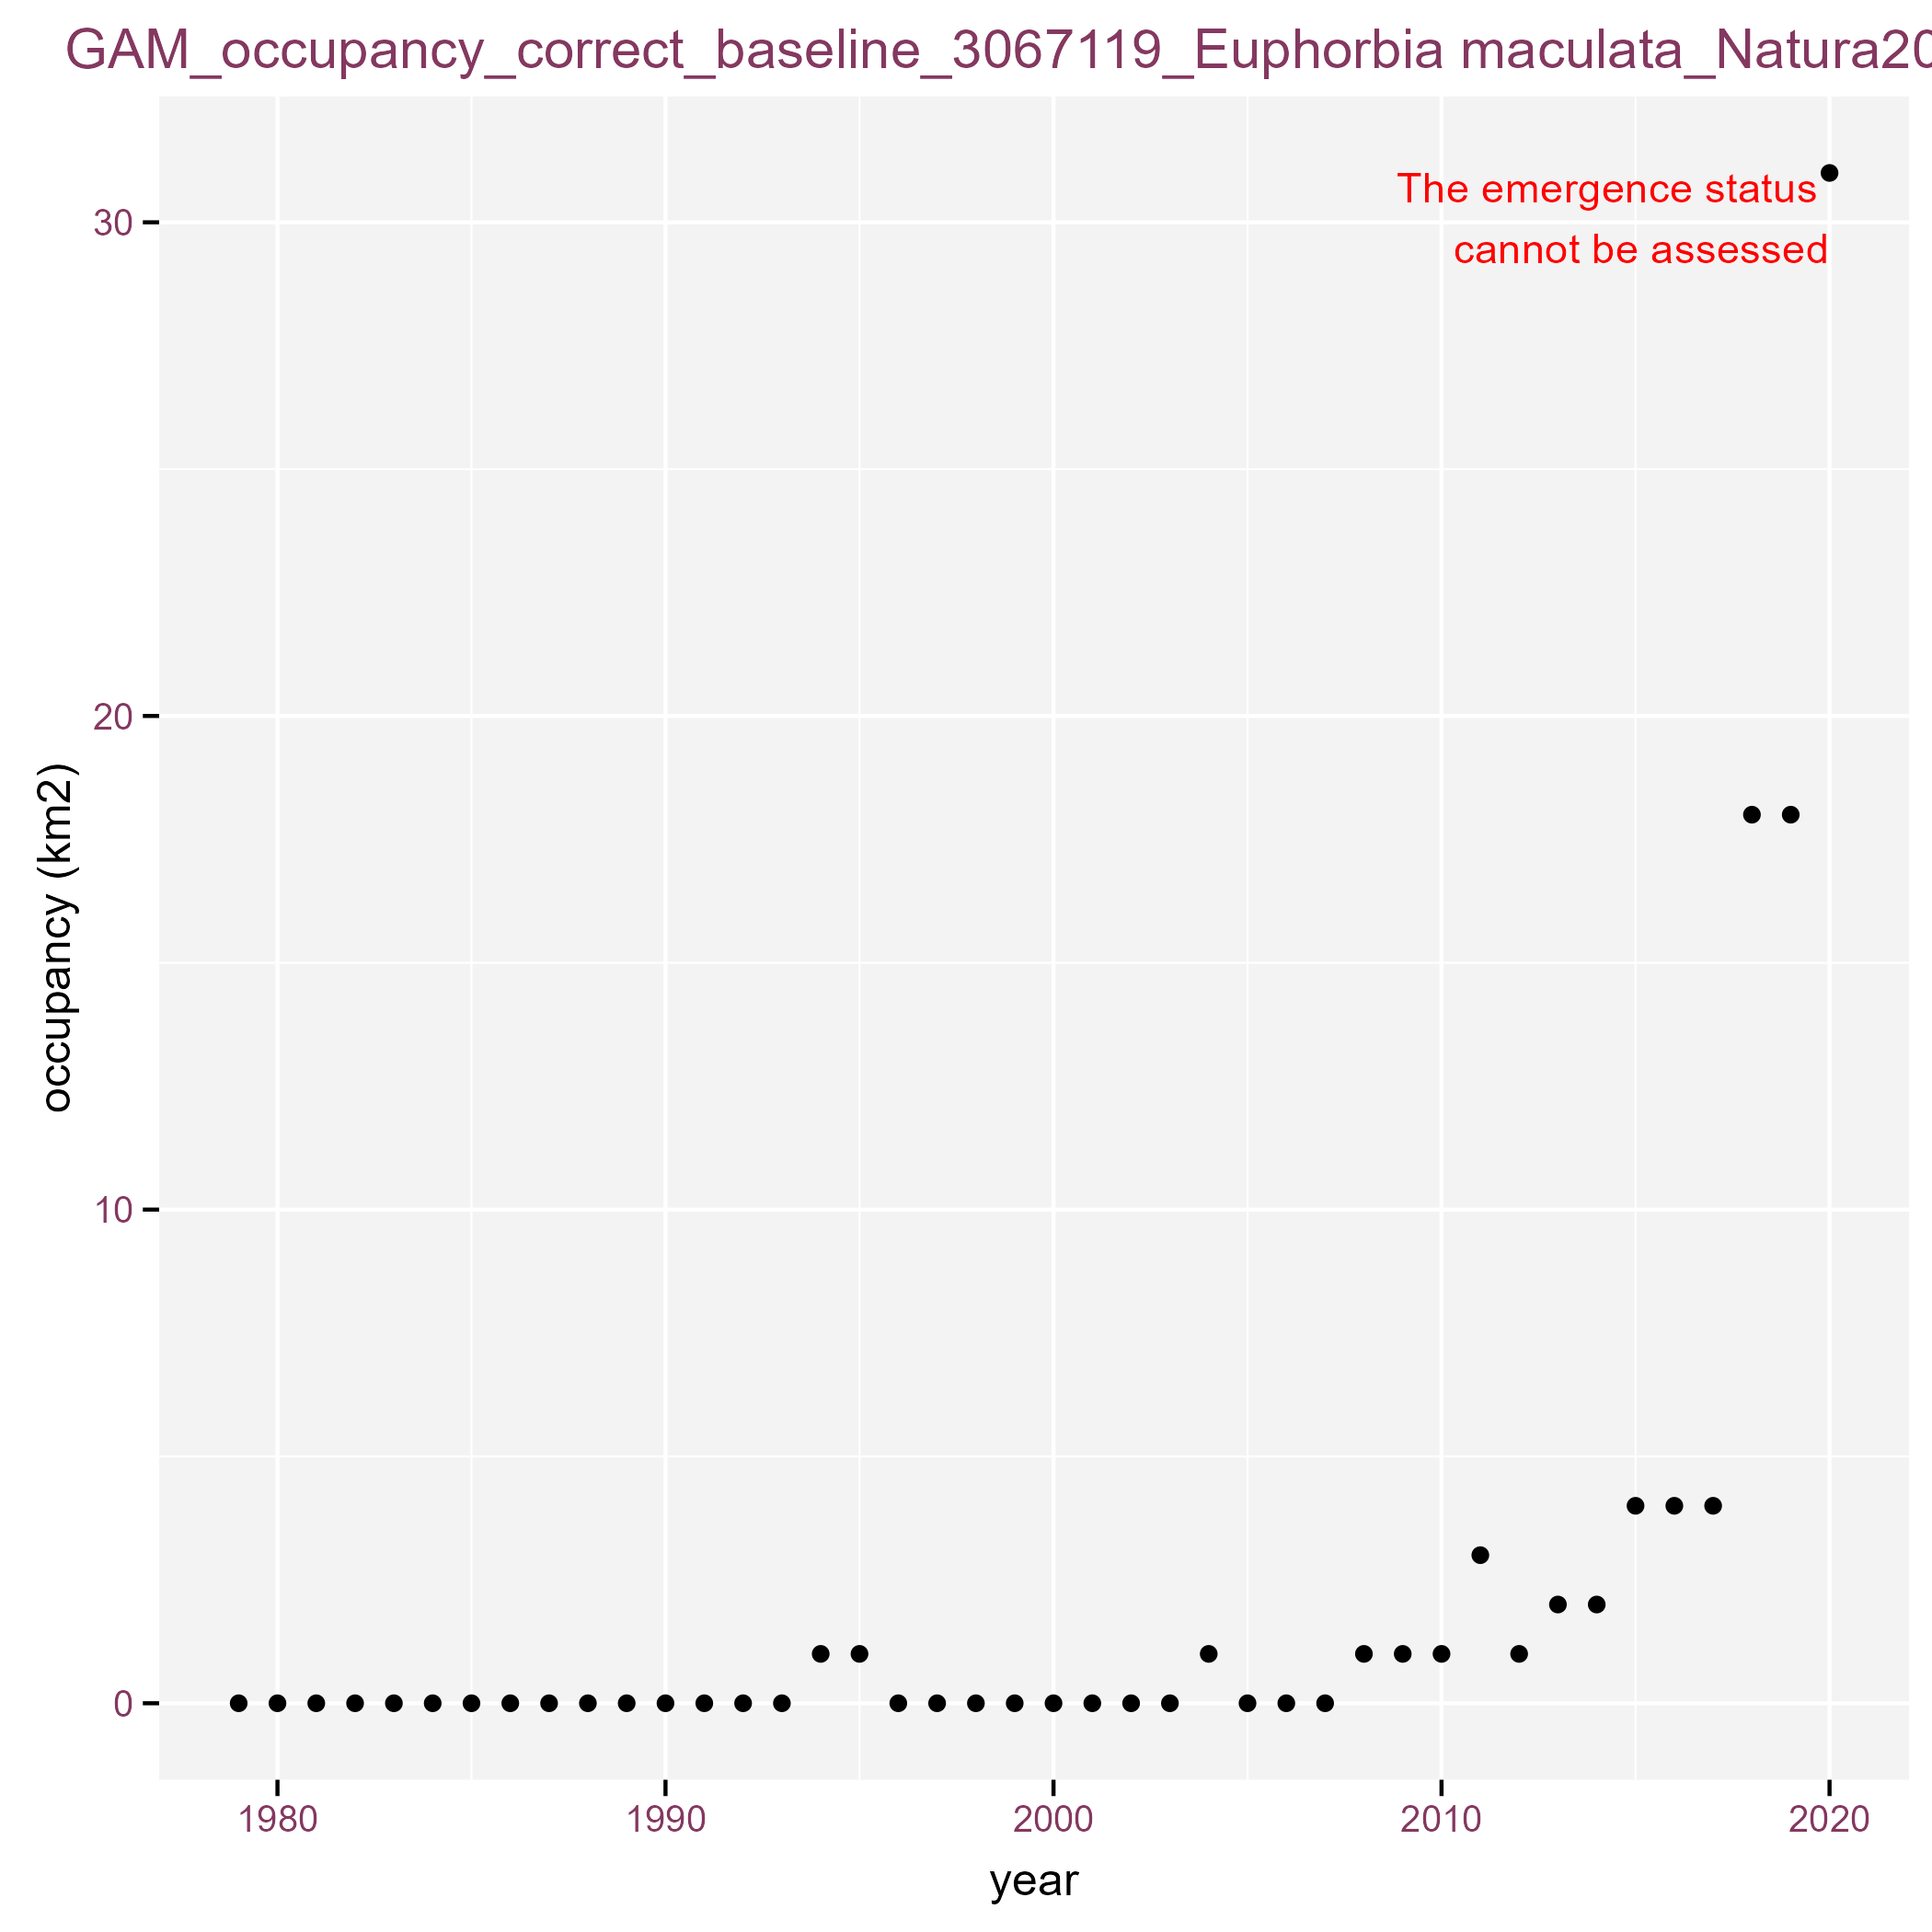 GAM_occupancy_correct_baseline_3067119_Euphorbia maculata_Natura20
The emergence status
cannot be assessed
30
20
10
0
occupancy (km2)
1980 1990 2000 2010 2020
year